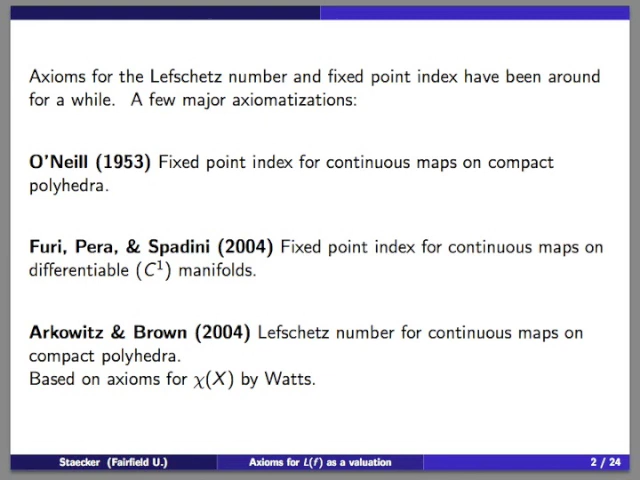 Axioms for the Lefschetz number and fixed point index have been around
for a while. A few major axiomatizations:
O'Neill (1953) Fixed point index for continuous maps on compact
polyhedra.
Furi, Pera, & Spadini (2004) Fixed point index for continuous maps on
differentiable (C¹) manifolds.
Arkowitz & Brown (2004) Lefschetz number for continuous maps on
compact polyhedra.
Based on axioms for χ(X) by Watts.
Staecker (Fairfield U.) Axioms for L(f) as a valuation 2 / 24